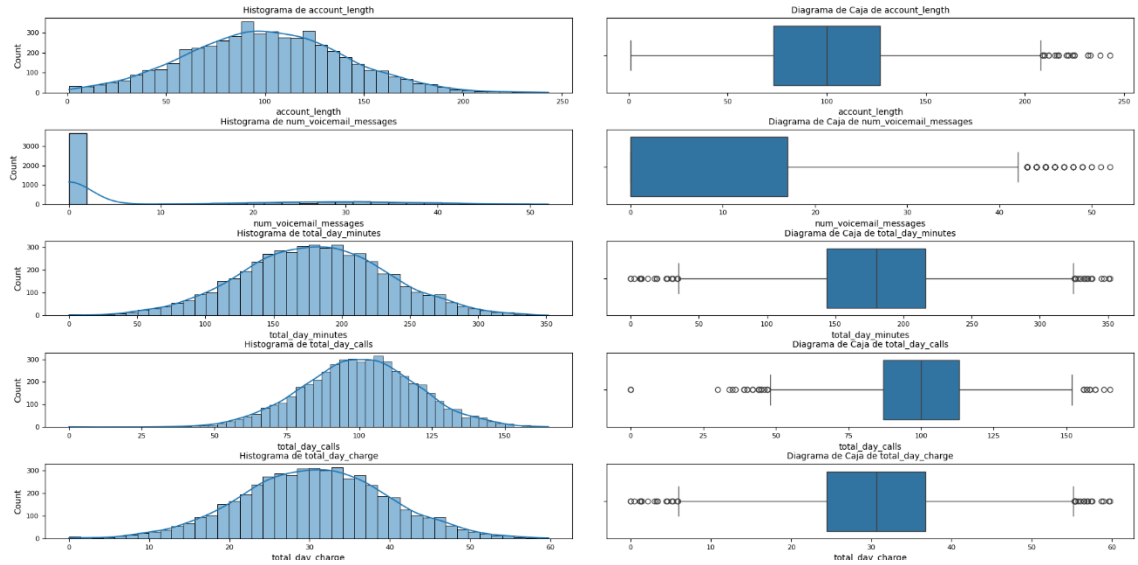 Histograma de account_length
Count
300
200
100
0
0 50 100 150 200 250
account_length
Diagrama de Caja de account_length
0 50 100 150 200 250
account_length
Histograma de num_voicemail_messages
Count
3000
2000
1000
0
0 10 20 30 40 50
num_voicemail_messages
Diagrama de Caja de num_voicemail_messages
0 10 20 30 40 50
num_voicemail_messages
Histograma de total_day_minutes
Count
300
200
100
0
0 50 100 150 200 250 300 350
total_day_minutes
Diagrama de Caja de total_day_minutes
0 50 100 150 200 250 300 350
total_day_minutes
Histograma de total_day_calls
Count
300
200
100
0
0 25 50 75 100 125 150
total_day_calls
Diagrama de Caja de total_day_calls
0 25 50 75 100 125 150
total_day_calls
Histograma de total_day_charge
Count
300
200
100
0
0 10 20 30 40 50 60
total_day_charge
Diagrama de Caja de total_day_charge
0 10 20 30 40 50 60
total_day_charge